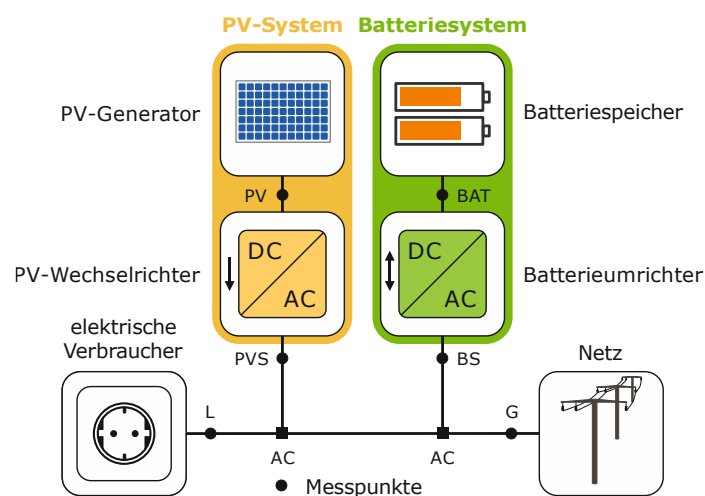 PV-System
Batteriesystem
PV-Generator
Batteriespeicher
PV
BAT
PV-Wechselrichter
DC
AC
DC
AC
Batterieumrichter
elektrische
Verbraucher
PVS
BS
Netz
L
G
AC
AC
Messpunkte